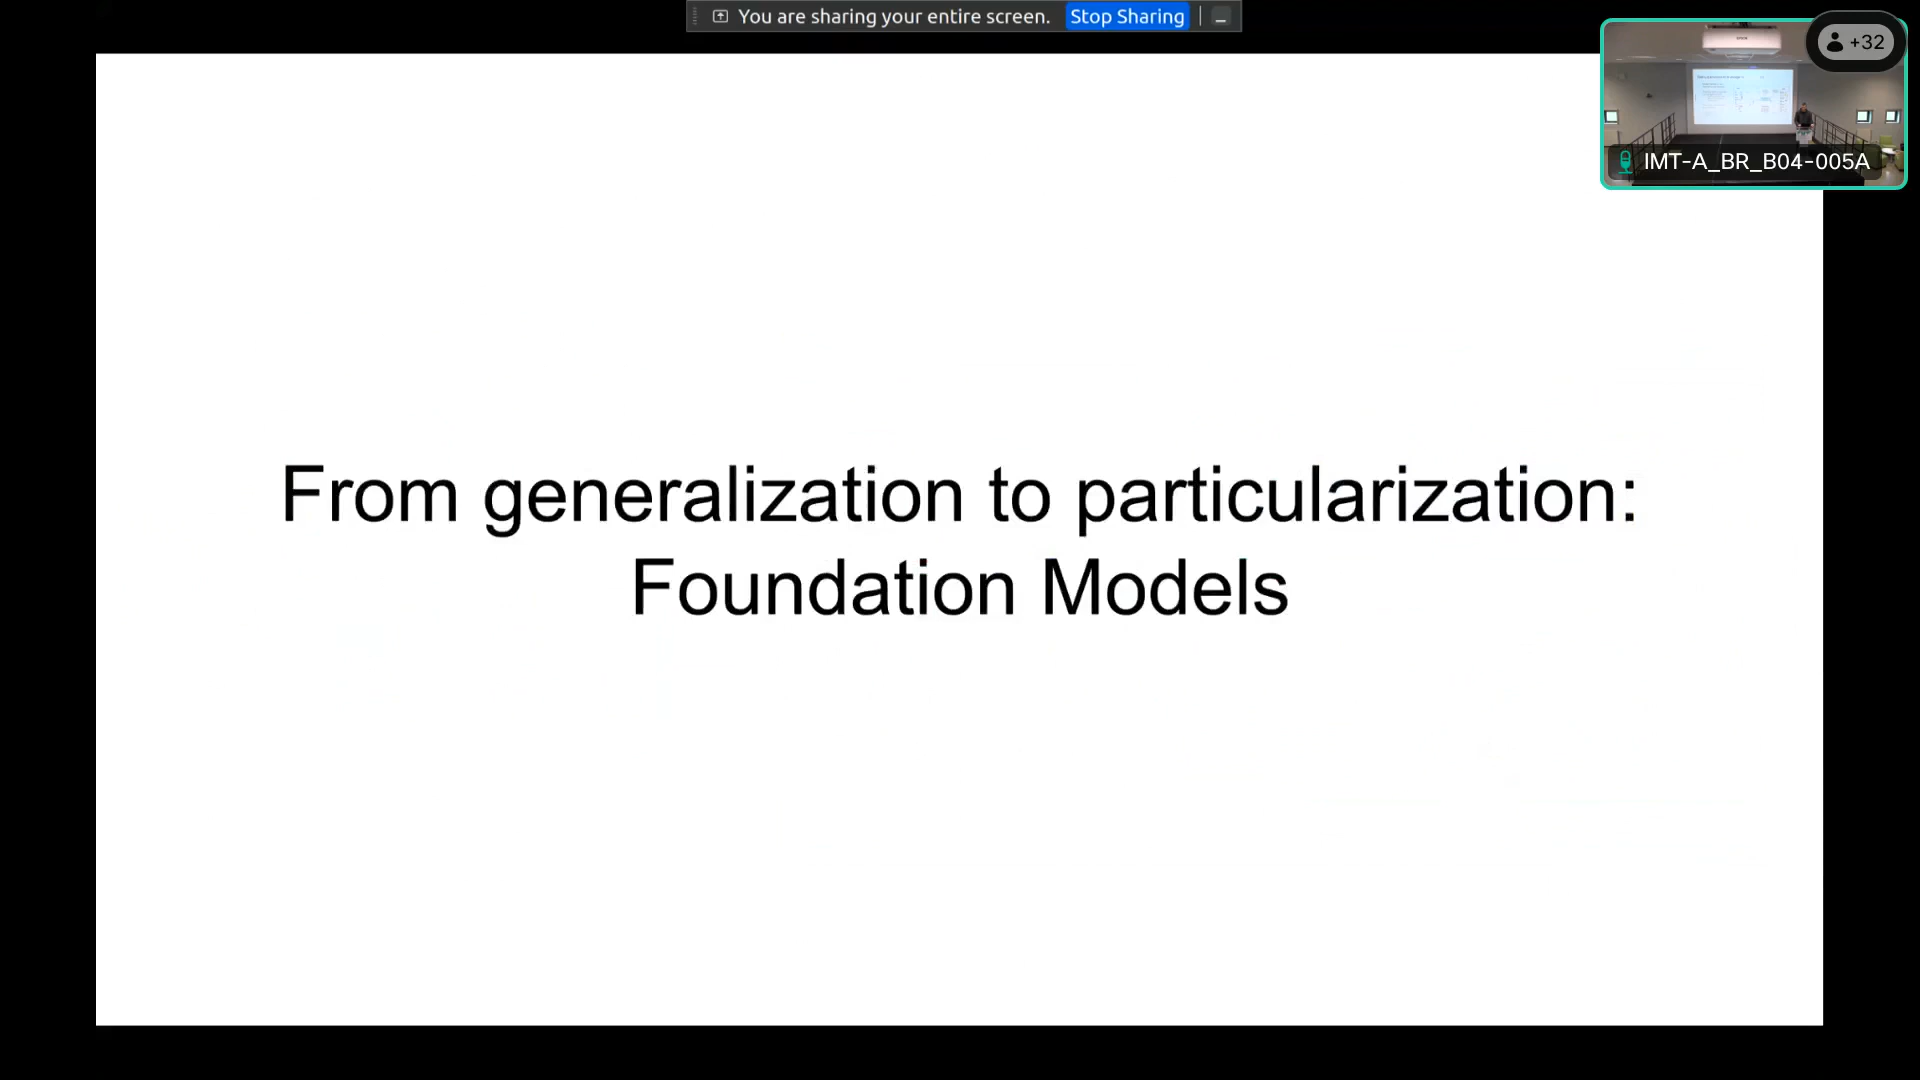 You are sharing your entire screen. Stop Sharing
+32
IMT-A_BR_B04-005A
From generalization to particularization:
Foundation Models